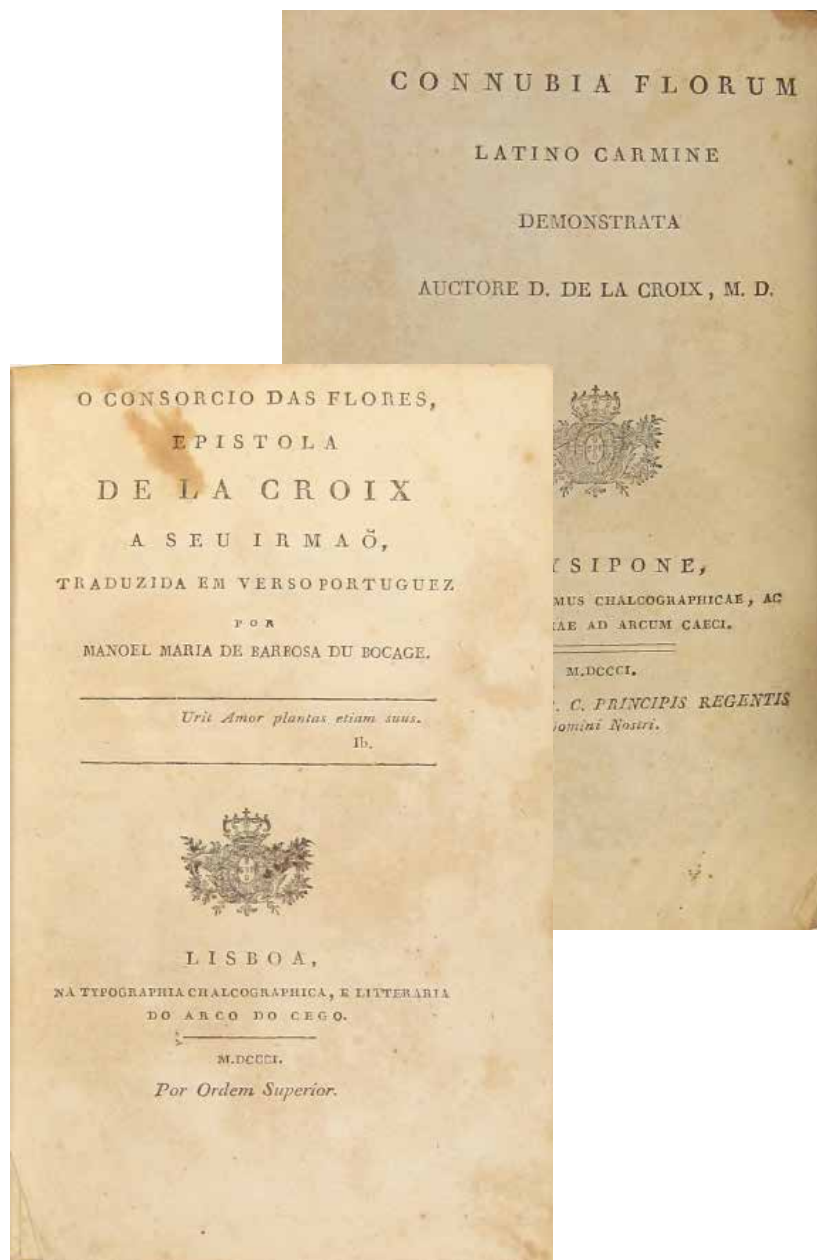 CONNUBIA FLORUM
LATINO CARMINE
DEMONSTRATA
AUCTORE D. DE LA CROIX, M. D.
SIPONE,
MUS CHALCOGRAPHICAE, AC
AE AD ARCUM CAECI.
M.DCCCI.
C. PRINCIPIS REGENTIS
omini Nostri.
O CONSORCIO DAS FLORES,
EPISTOLA
DE LA CROIX
A SEU IRMAÕ,
TRADUZIDA EM VERSO PORTUGUEZ
POR
MANOEL MARIA DE BARBOSA DU BOCAGE.
Urit Amor plantas etiam suus.
Ib.
LISBOA,
NA TYPOGRAPHIA CHALCOGRAPHICA, E LITTERARIA
DO ARCO DO CEGO.
M.DCCCI.
Por Ordem Superior.